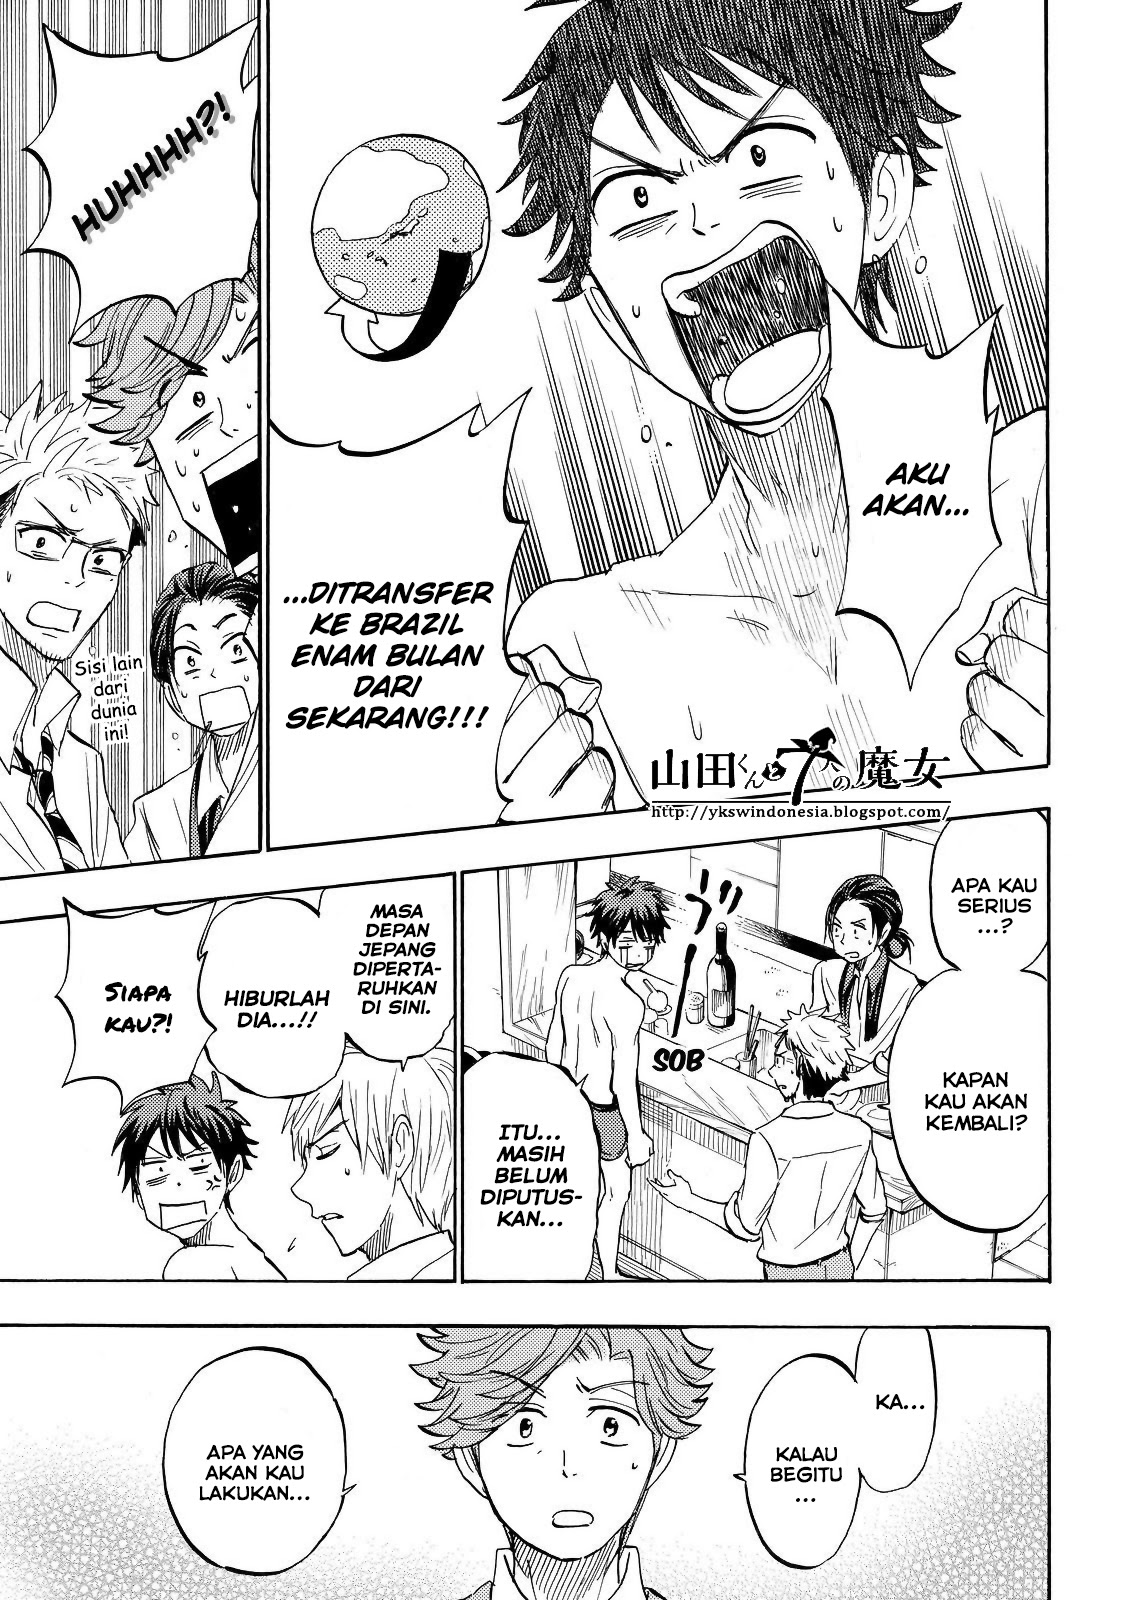 AKU
AKAN...
...DITRANSFER
KE BRAZIL
ENAM BULAN
DARI
SEKARANG!!!
HUHHHH?!
Sisi lain
dari
dunia
ini!
山田くんと7人の魔女
http://ykswindonesia.blogspot.com/
APA KAU
SERIUS
...?
KAPAN
KAU AKAN
KEMBALI?
SOB
ITU...
MASIH
BELUM
DIPUTUS-
KAN...
MASA
DEPAN
JEPANG
DIPERTA-
RUHKAN
DI SINI.
HIBURLAH
DIA...!!
SIAPA
KAU?!
KA...
KALAU
BEGITU
...
APA YANG
AKAN KAU
LAKUKAN...